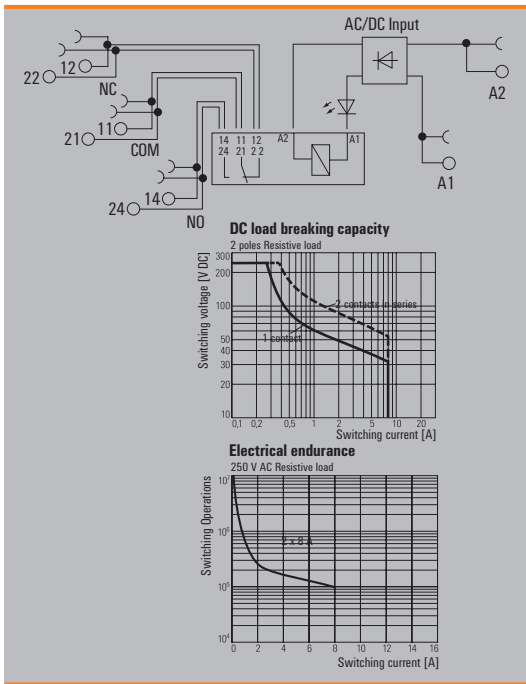 AC/DC Input
22 12
NC
A2
21 11
COM
14 11 12 A2 A1
24 21 2 2
A1
24 14
NO
DC load breaking capacity
2 poles Resistive load
Switching voltage [V DC]
300
200
100
50
40
30
20
10
2 contacts in series
1 contact
0,1 0,2 0,5 1 2 5 10 20
Switching current [A]
Electrical endurance
250 V AC Resistive load
Switching Operations
10⁷
10⁶
10⁵
10⁴
2 x 8 A
0 2 4 6 8 10 12 14 16
Switching current [A]